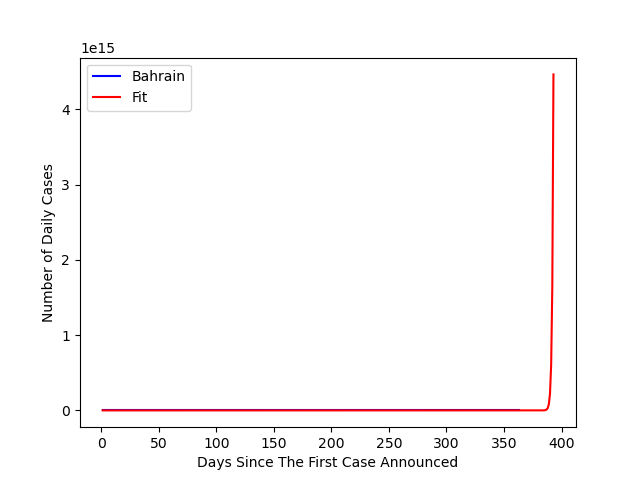 1e15
Bahrain
Fit
4
3
2
1
0
Number of Daily Cases
0 50 100 150 200 250 300 350 400
Days Since The First Case Announced